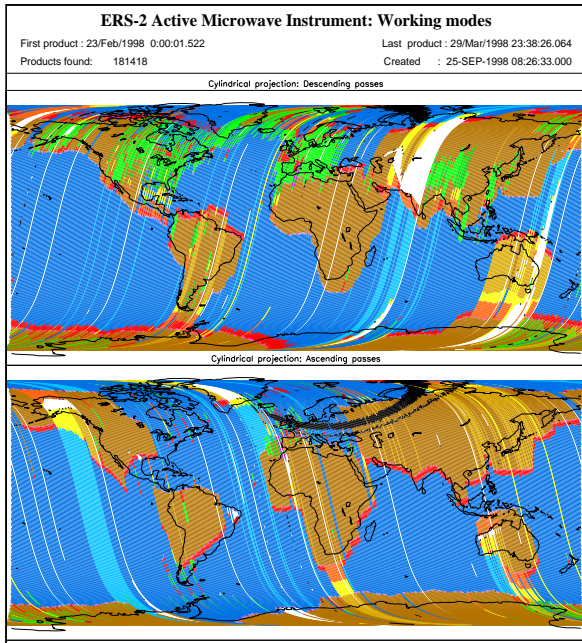 ERS-2 Active Microwave Instrument: Working modes
First product : 23/Feb/1998 0:00:01.522 Last product : 29/Mar/1998 23:38:26.064
Products found: 181418 Created : 25-SEP-1998 08:26:33.000
Cylindrical projection: Descending passes
Cylindrical projection: Ascending passes